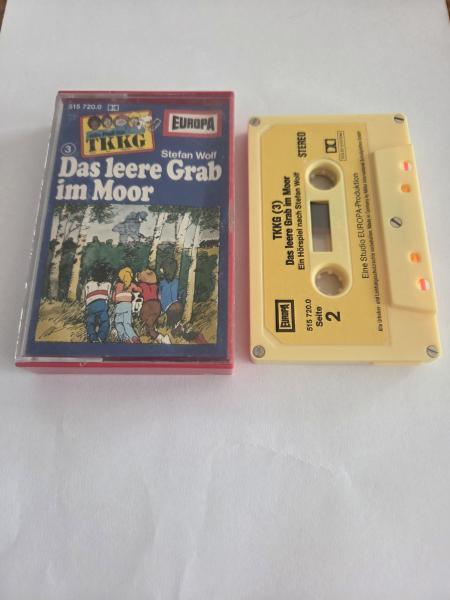 515 720.0
TKKG
EUROPA
Stefan Wolf
3
Das leere Grab
im Moor
TKKG (3)
Das leere Grab im Moor
Ein Hörspiel nach Stefan Wolf
STEREO
EUROPA
515 720.0
Seite
2
Eine Studio EUROPA-Produktion